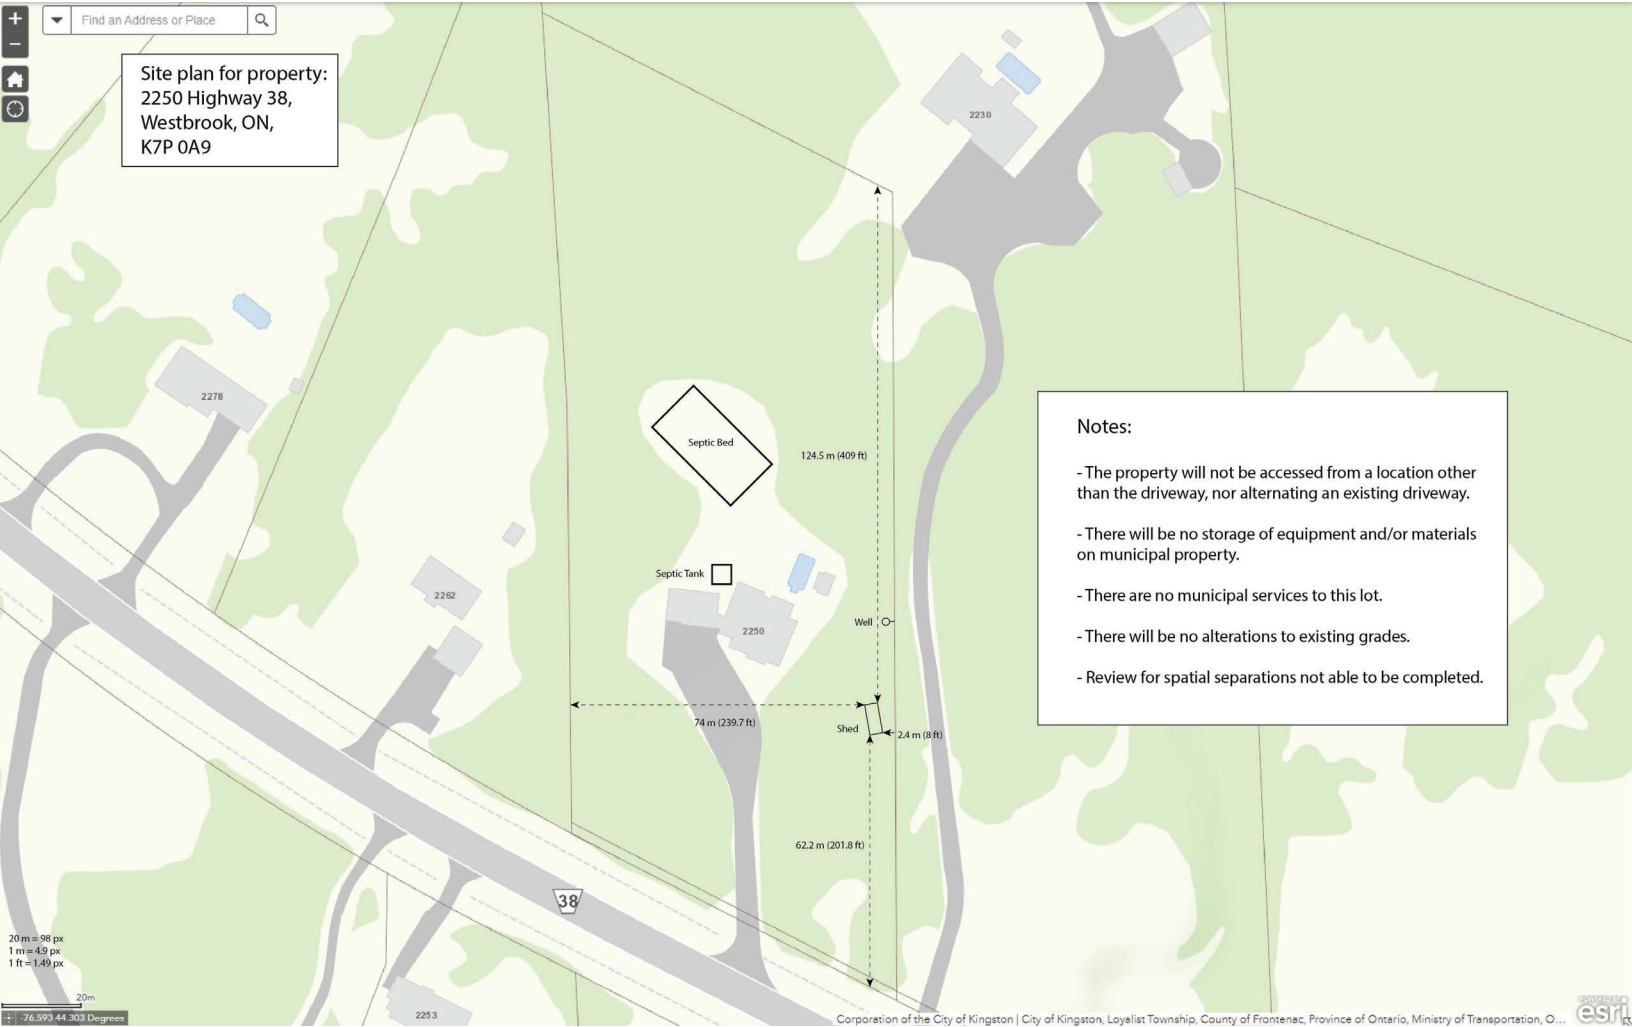 +
Find an Address or Place
−
Site plan for property:
2250 Highway 38,
Westbrook, ON,
K7P 0A9
2230
2278
Septic Bed
124.5 m (409 ft)
Notes:
- The property will not be accessed from a location other
than the driveway, nor alternating an existing driveway.
- There will be no storage of equipment and/or materials
on municipal property.
- There are no municipal services to this lot.
- There will be no alterations to existing grades.
- Review for spatial separations not able to be completed.
Septic Tank
2262
Well
2250
74 m (239.7 ft)
Shed
2.4 m (8 ft)
62.2 m (201.8 ft)
38
20 m = 98 px
1 m = 4.9 px
1 ft = 1.49 px
20m
-76.593 44.303 Degrees
2253
Corporation of the City of Kingston | City of Kingston, Loyalist Township, County of Frontenac, Province of Ontario, Ministry of Transportation, O...
POWERED BY
esri